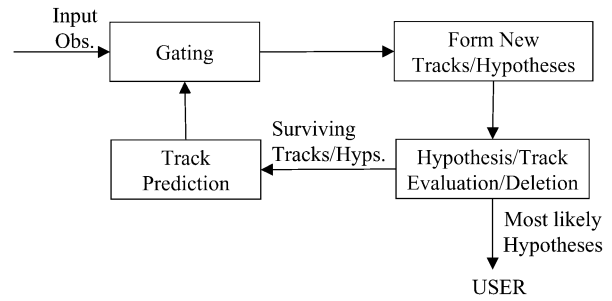 Input
Obs.
Gating
Form New
Tracks/Hypotheses
Surviving
Tracks/Hyps.
Track
Prediction
Hypothesis/Track
Evaluation/Deletion
Most likely
Hypotheses
USER